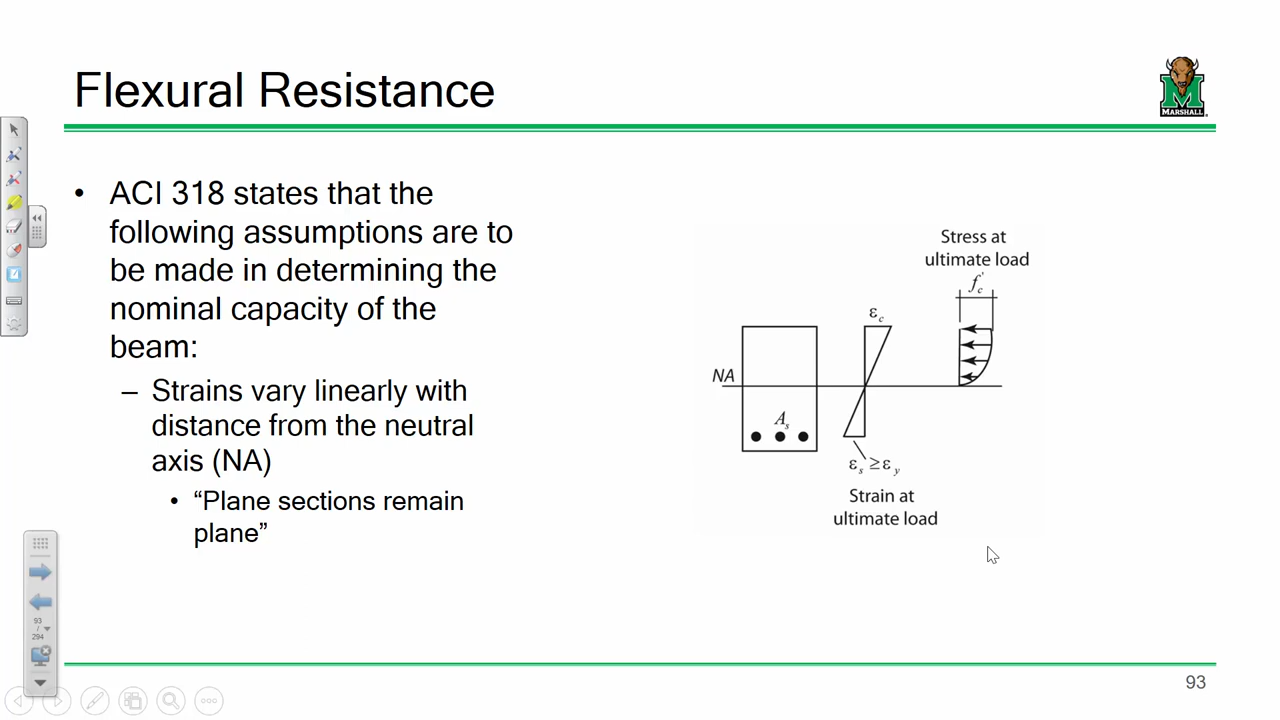 Flexural Resistance
MARSHALL
• ACI 318 states that the
following assumptions are to
be made in determining the
nominal capacity of the
beam:
– Strains vary linearly with
distance from the neutral
axis (NA)
• “Plane sections remain
plane”
Stress at
ultimate load
f'c
εc
NA
As
εs ≥ εy
Strain at
ultimate load
93
/
294
93